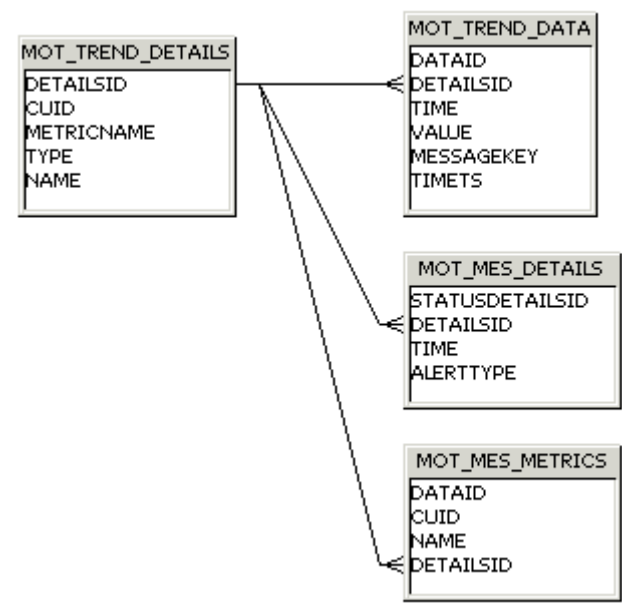 MOT_TREND_DETAILS
DETAILSID
CUID
METRICNAME
TYPE
NAME
MOT_TREND_DATA
DATAID
DETAILSID
TIME
VALUE
MESSAGEKEY
TIMETS
MOT_MES_DETAILS
STATUSDETAILSID
DETAILSID
TIME
ALERTTYPE
MOT_MES_METRICS
DATAID
CUID
NAME
DETAILSID